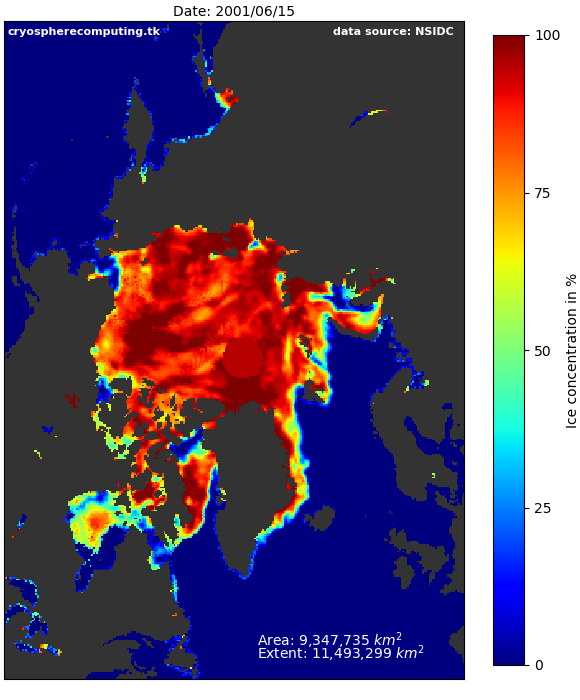 Date: 2001/06/15
cryospherecomputing.tk
data source: NSIDC
Area: 9,347,735 km²
Extent: 11,493,299 km²
100
75
50
25
0
Ice concentration in %